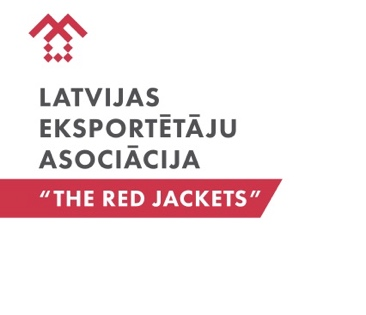 LATVIJAS
EKSPORTĒTĀJU
ASOCIĀCIJA
“THE RED JACKETS”